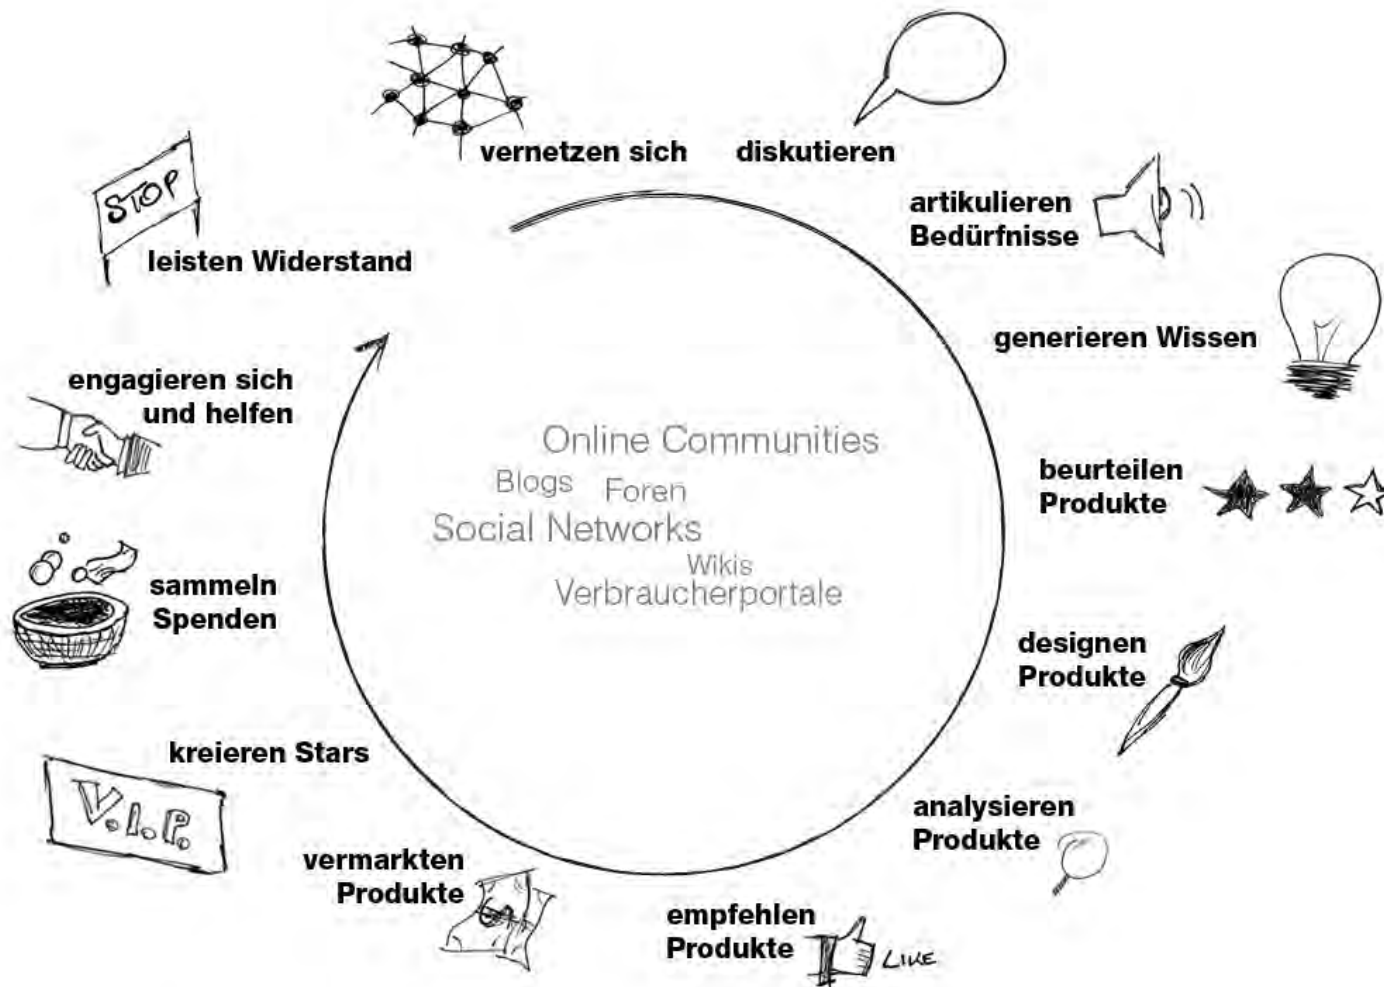 vernetzen sich
diskutieren
artikulieren
Bedürfnisse
generieren Wissen
beurteilen
Produkte
designen
Produkte
analysieren
Produkte
empfehlen
Produkte
LIKE
vermarkten
Produkte
kreieren Stars
V.I.P.
sammeln
Spenden
engagieren sich
und helfen
leisten Widerstand
STOP
Online Communities
Blogs Foren
Social Networks
Wikis
Verbraucherportale